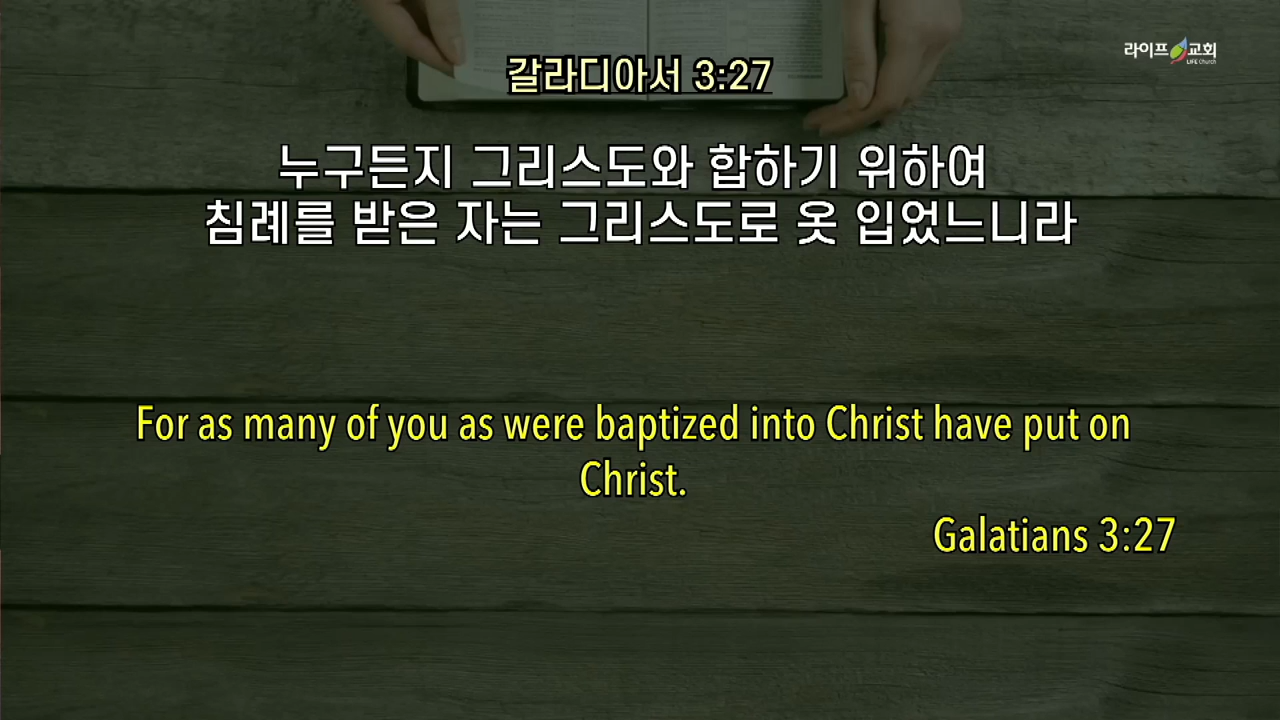 라이프교회
LIFE Church
갈라디아서 3:27
누구든지 그리스도와 합하기 위하여
침례를 받은 자는 그리스도로 옷 입었느니라
For as many of you as were baptized into Christ have put on
Christ.
Galatians 3:27